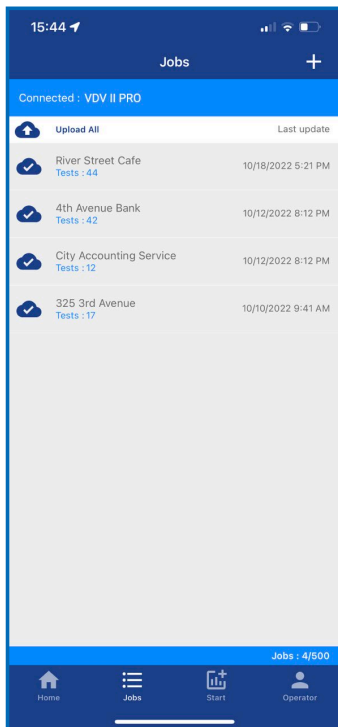 15:44
Jobs
Connected : VDV II PRO
Upload All Last update
River Street Cafe
Tests : 44
10/18/2022 5:21 PM
4th Avenue Bank
Tests : 42
10/12/2022 8:12 PM
City Accounting Service
Tests : 12
10/12/2022 8:12 PM
325 3rd Avenue
Tests : 17
10/10/2022 9:41 AM
Jobs : 4/500
Home Jobs Start Operator